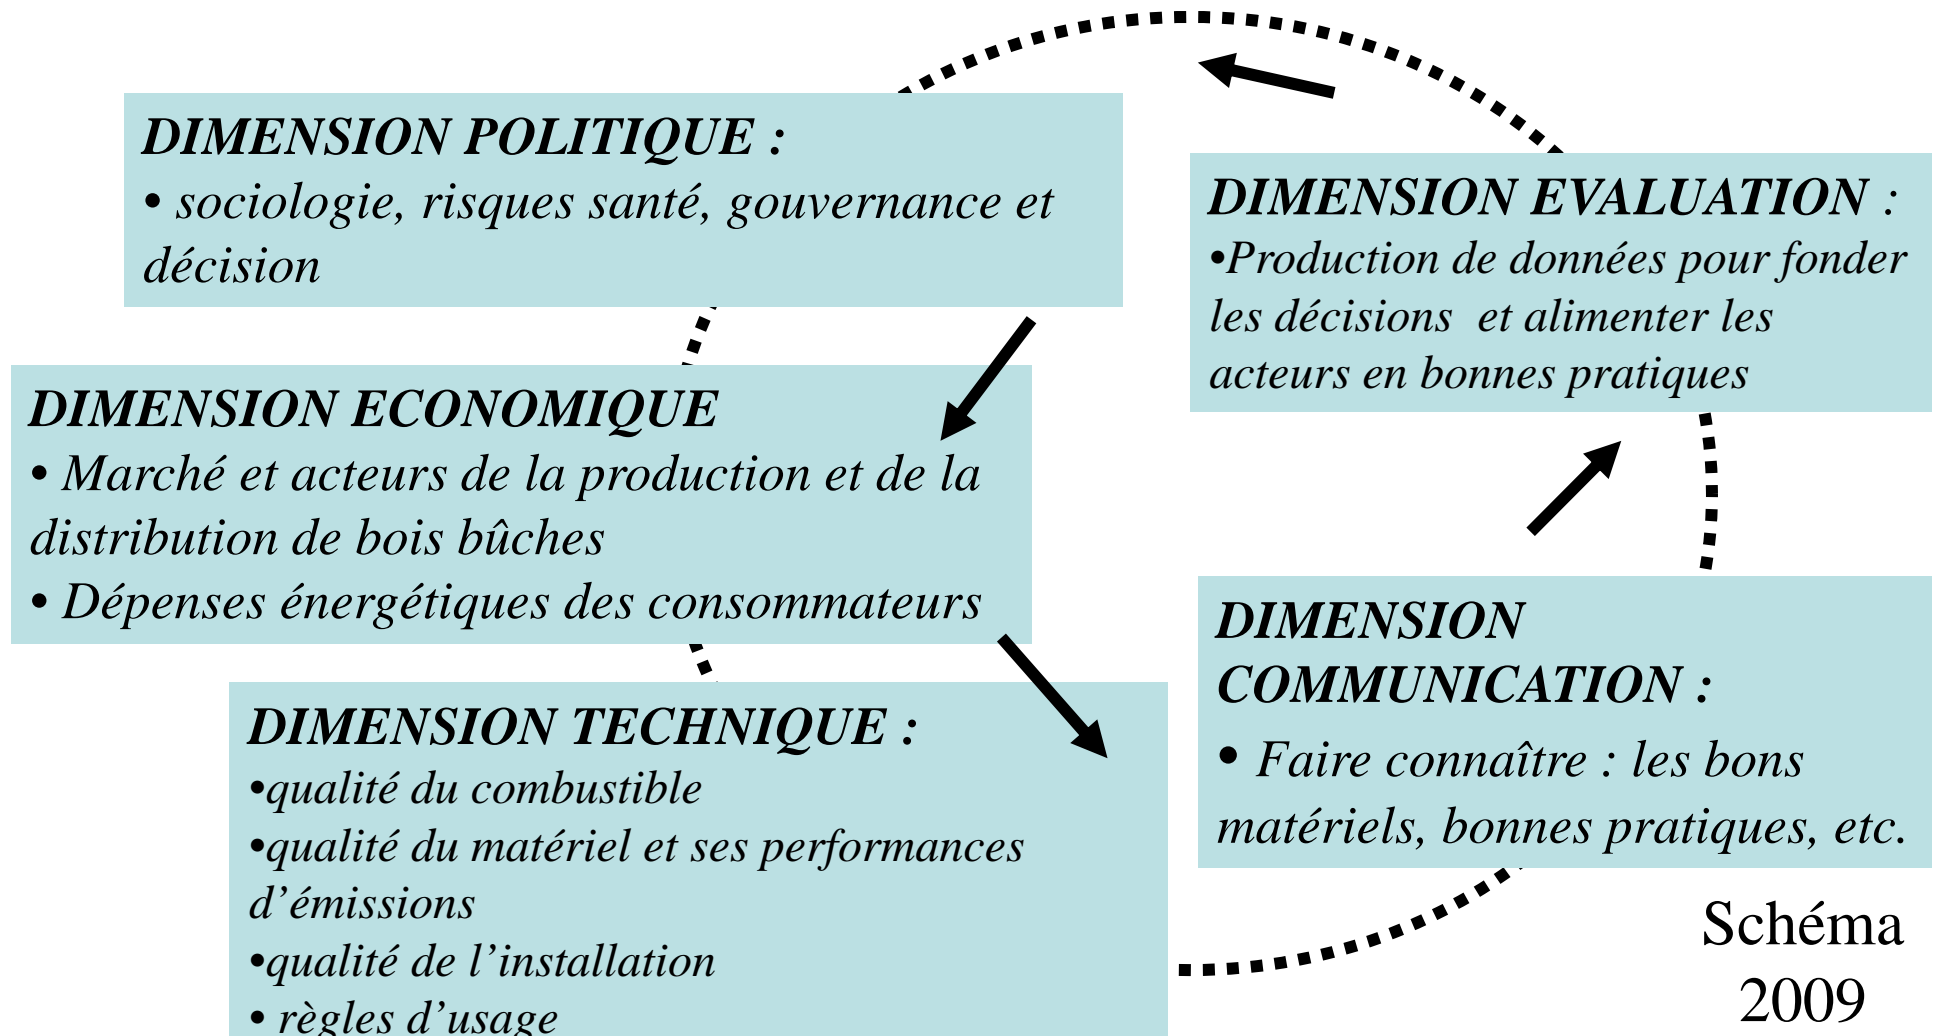 DIMENSION POLITIQUE :
• sociologie, risques santé, gouvernance et
décision
DIMENSION EVALUATION :
•Production de données pour fonder
les décisions  et alimenter les
acteurs en bonnes pratiques
DIMENSION ECONOMIQUE
• Marché et acteurs de la production et de la
distribution de bois bûches
• Dépenses énergétiques des consommateurs
DIMENSION
COMMUNICATION :
• Faire connaître : les bons
matériels, bonnes pratiques, etc.
DIMENSION TECHNIQUE :
•qualité du combustible
•qualité du matériel et ses performances
d’émissions
•qualité de l’installation
• règles d’usage
Schéma
2009